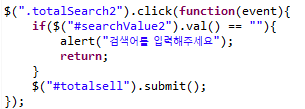 $(".totalSearch2").click(function(event){
    if($("#searchValue2").val() == ""){
        alert("검색어를 입력해주세요");
        return;
    }
    $("#totalsell").submit();
});